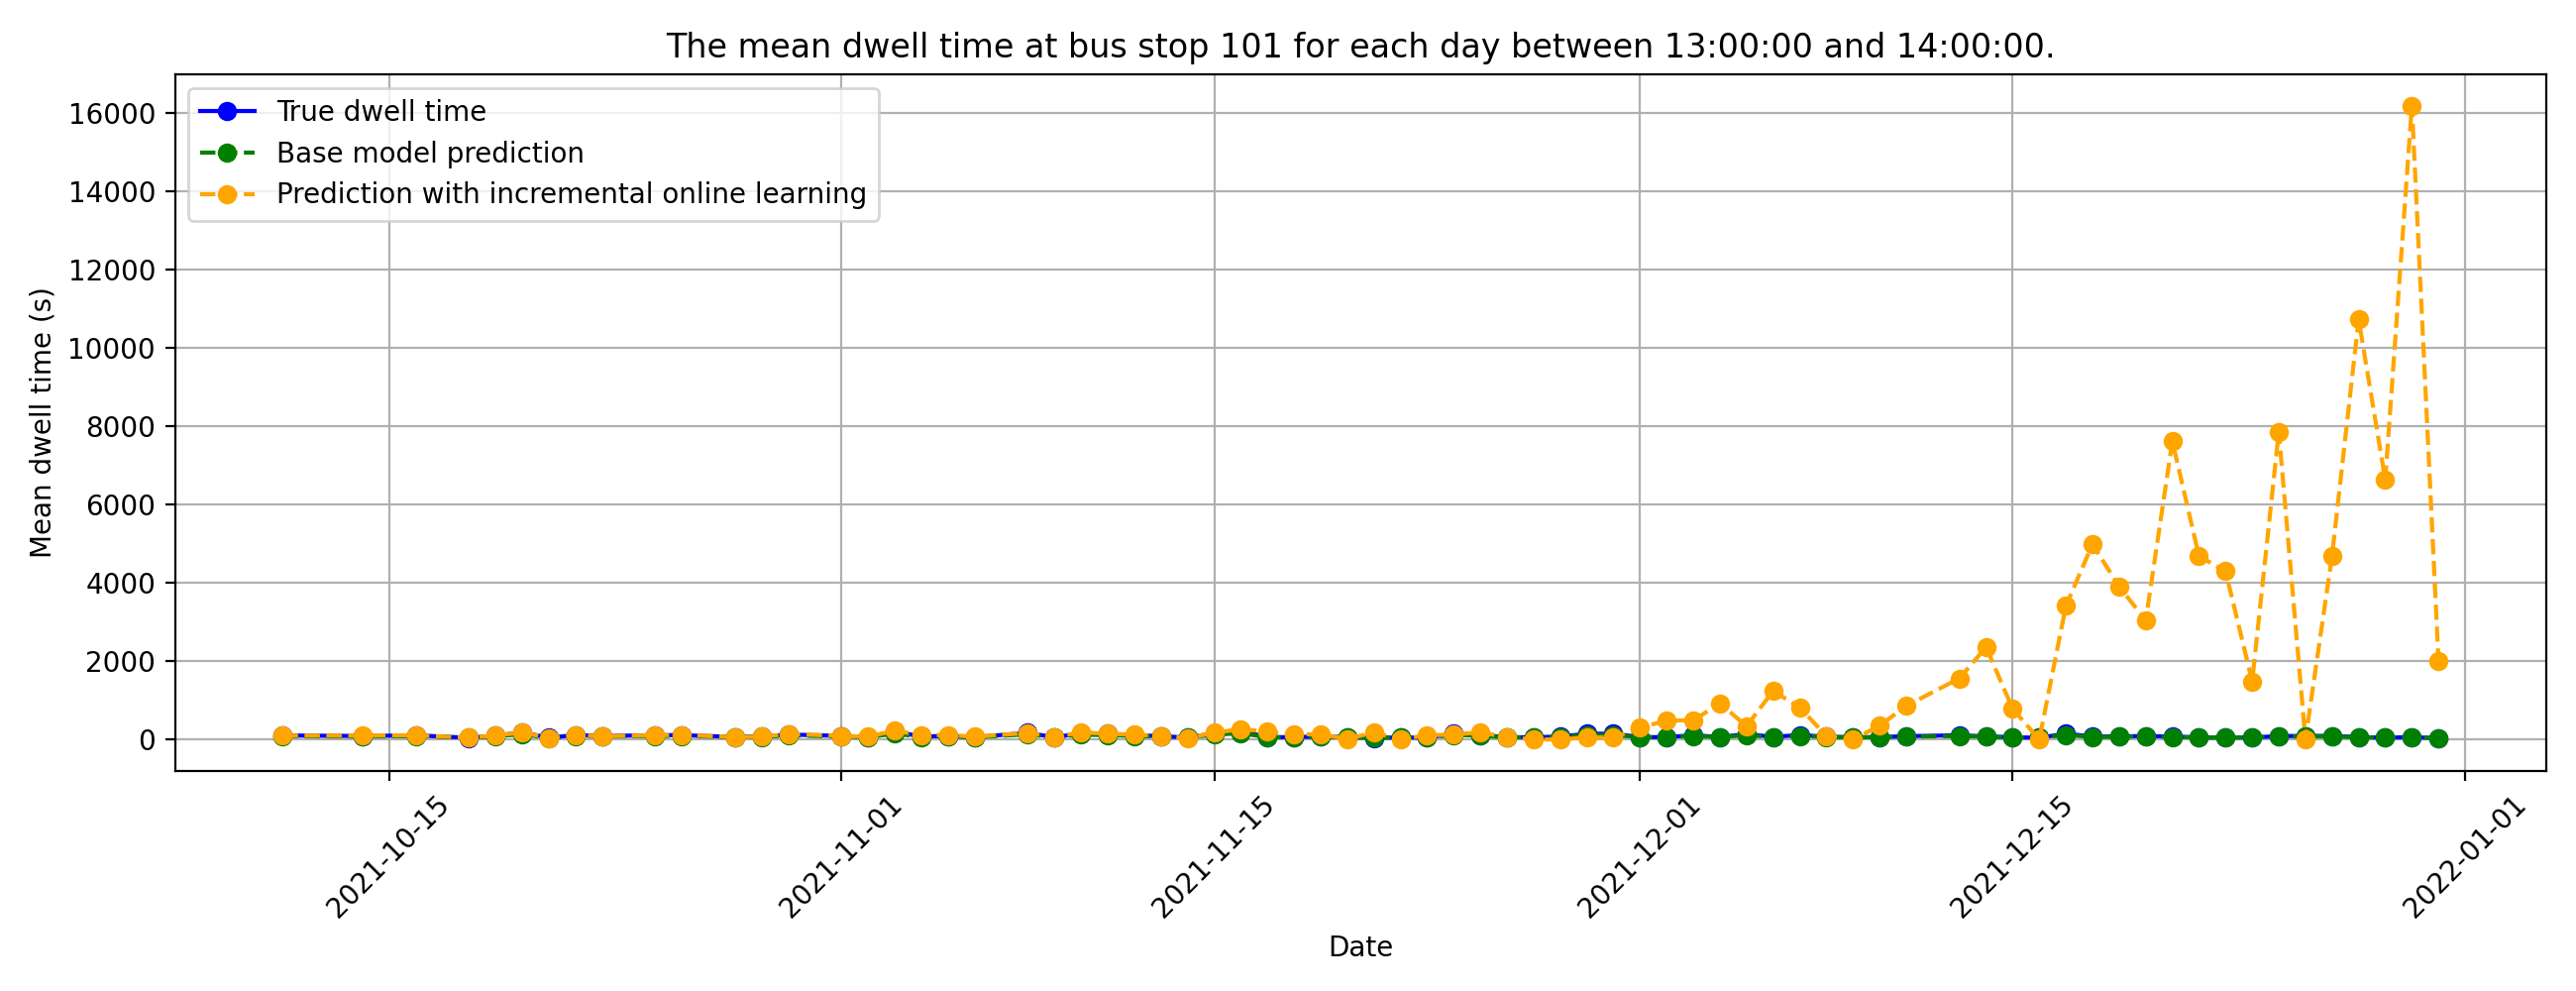 The mean dwell time at bus stop 101 for each day between 13:00:00 and 14:00:00.
True dwell time
Base model prediction
Prediction with incremental online learning
Mean dwell time (s)
16000
14000
12000
10000
8000
6000
4000
2000
0
2021-10-15
2021-11-01
2021-11-15
2021-12-01
2021-12-15
2022-01-01
Date